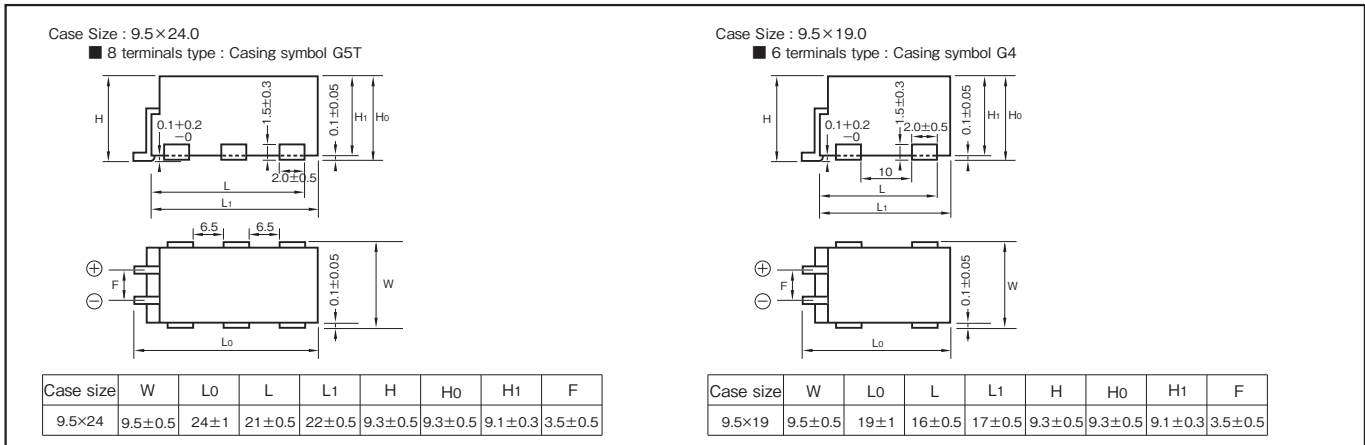 Case Size : 9.5×24.0
■ 8 terminals type : Casing symbol G5T
H
0.1+0.2
−0
1.5±0.3
0.1±0.05
H1
H0
2.0±0.5
L
L1
6.5
6.5
⊕
F
⊖
0.1±0.05
W
L0
Case size W L0 L L1 H H0 H1 F
9.5×24 9.5±0.5 24±1 21±0.5 22±0.5 9.3±0.5 9.3±0.5 9.1±0.3 3.5±0.5
Case Size : 9.5×19.0
■ 6 terminals type : Casing symbol G4
H
0.1+0.2
−0
1.5±0.3
2.0±0.5
0.1±0.05
H1
H0
10
L
L1
⊕
F
⊖
0.1±0.05
W
L0
Case size W L0 L L1 H H0 H1 F
9.5×19 9.5±0.5 19±1 16±0.5 17±0.5 9.3±0.5 9.3±0.5 9.1±0.3 3.5±0.5